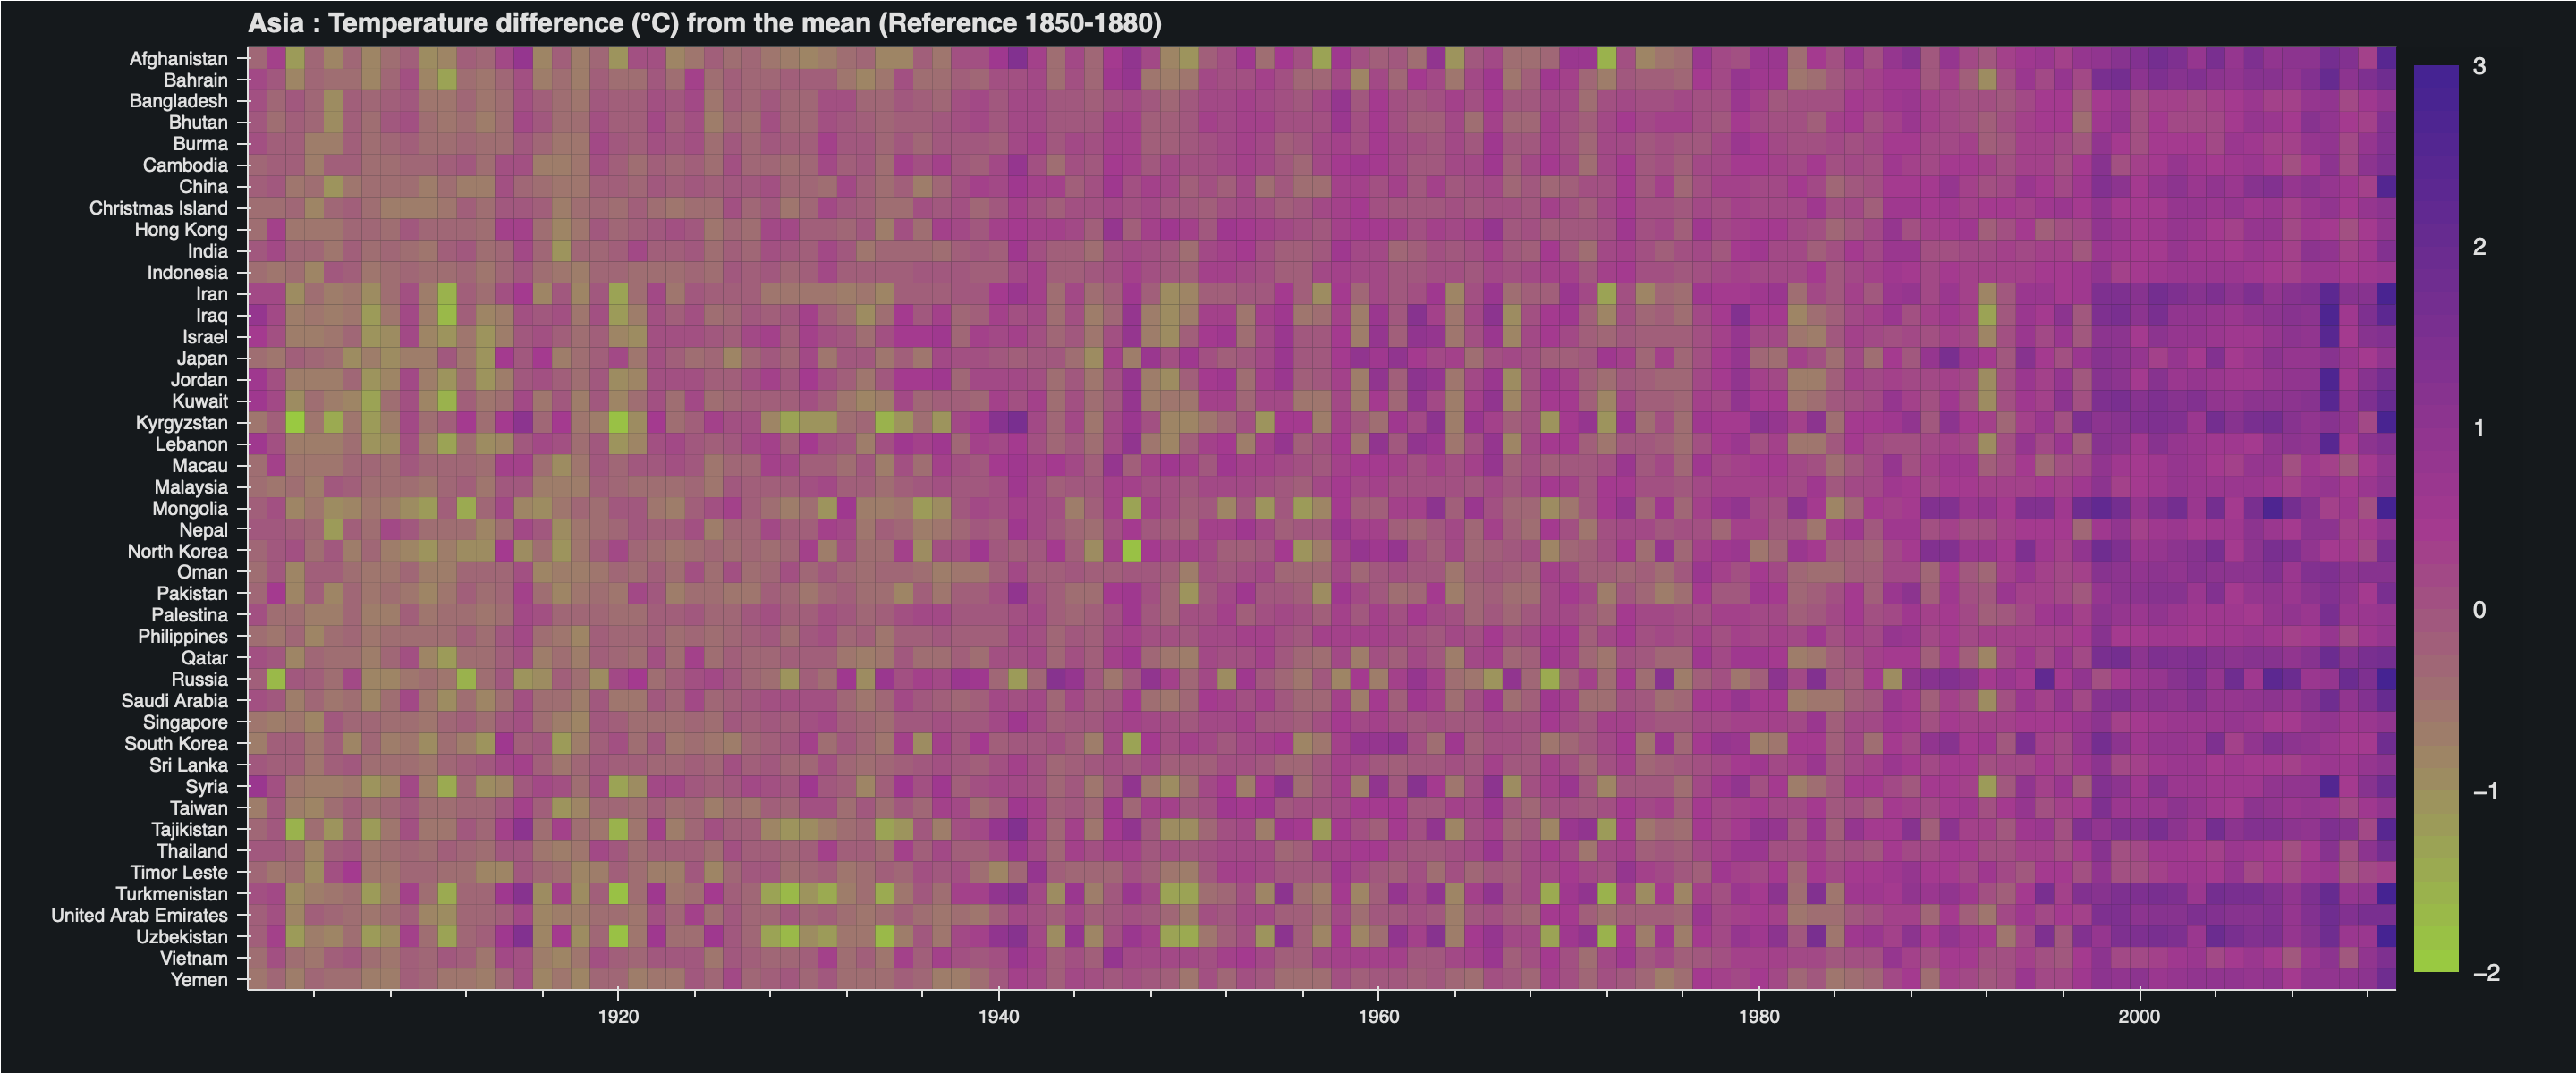 Asia : Temperature difference (°C) from the mean (Reference 1850-1880)
Afghanistan
Bahrain
Bangladesh
Bhutan
Burma
Cambodia
China
Christmas Island
Hong Kong
India
Indonesia
Iran
Iraq
Israel
Japan
Jordan
Kuwait
Kyrgyzstan
Lebanon
Macau
Malaysia
Mongolia
Nepal
North Korea
Oman
Pakistan
Palestina
Philippines
Qatar
Russia
Saudi Arabia
Singapore
South Korea
Sri Lanka
Syria
Taiwan
Tajikistan
Thailand
Timor Leste
Turkmenistan
United Arab Emirates
Uzbekistan
Vietnam
Yemen
1920 1940 1960 1980 2000
3
2
1
0
−1
−2